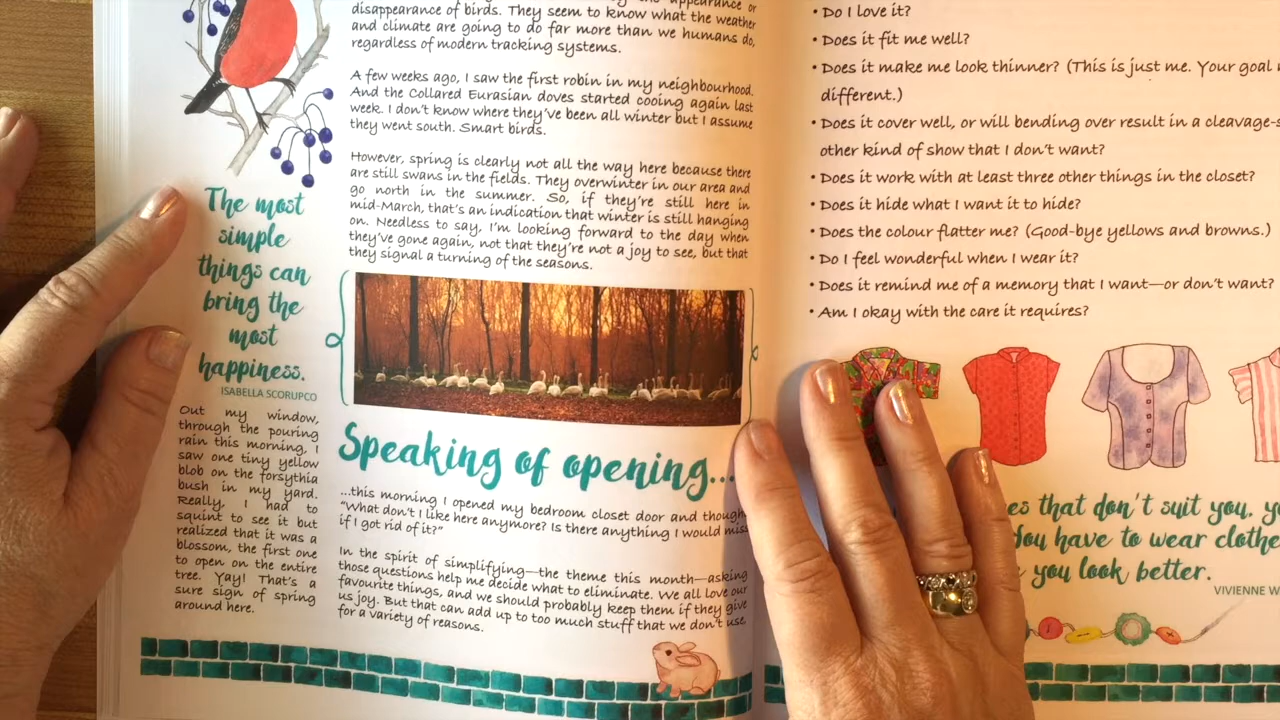 disappearance of birds. They seem to know what the weather
and climate are going to do far more than we humans do,
regardless of modern tracking systems.
A few weeks ago, I saw the first robin in my neighbourhood.
And the Collared Eurasian doves started cooing again last
week. I don't know where they've been all winter but I assume
they went south. Smart birds.
However, spring is clearly not all the way here because there
are still swans in the fields. They overwinter in our area and
go north in the summer. So, if they're still here in
mid-March, that's an indication that winter is still hanging
on. Needless to say, I'm looking forward to the day when
they've gone again, not that they're not a joy to see, but that
they signal a turning of the seasons.
The most
simple
things can
bring the
most
happiness.
ISABELLA SCORUPCO
Out my window,
through the pouring
rain this morning, I
saw one tiny yellow
blob on the forsythia
bush in my yard.
Really, I had to
squint to see it but
realized that it was a
blossom, the first one
to open on the entire
tree. Yay! That's a
sure sign of spring
around here.
Speaking of opening...
...this morning I opened my bedroom closet door and though
"What don't I like here anymore? Is there anything I would miss
if I got rid of it?"
In the spirit of simplifying—the theme this month—asking
those questions help me decide what to eliminate. We all love our
favourite things, and we should probably keep them if they give
us joy. But that can add up to too much stuff that we don't use
for a variety of reasons.
• Do I love it?
• Does it fit me well?
• Does it make me look thinner? (This is just me. Your goal
different.)
• Does it cover well, or will bending over result in a cleavage-
other kind of show that I don't want?
• Does it work with at least three other things in the closet?
• Does it hide what I want it to hide?
• Does the colour flatter me? (Good-bye yellows and browns.)
• Do I feel wonderful when I wear it?
• Does it remind me of a memory that I want—or don't want?
• Am I okay with the care it requires?
that don't suit you,
You have to wear
you look better.
VIVIENNE